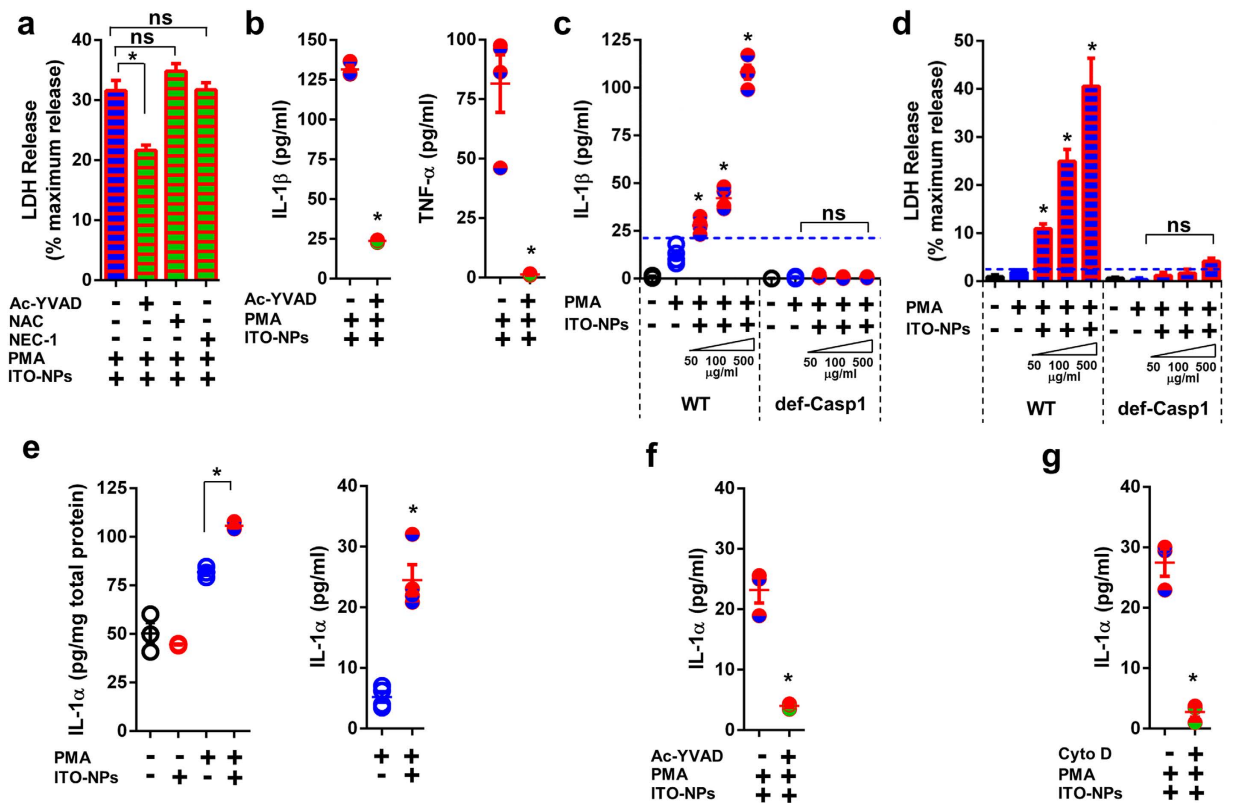 a
LDH Release
(% maximum release)
40
30
20
10
0
ns
ns
*
Ac-YVAD - + - -
NAC - - + -
NEC-1 - - - +
PMA + + + +
ITO-NPs + + + +
b
IL-1β (pg/ml)
150
125
100
75
50
25
0
*
TNF-α (pg/ml)
100
75
50
25
0
*
Ac-YVAD - + - +
PMA + + + +
ITO-NPs + + + +
c
IL-1β (pg/ml)
125
100
75
50
25
0
* * *
ns
PMA - + + + + - + + + +
ITO-NPs - - + + + - - + + +
50 100 500 50 100 500
μg/ml μg/ml
WT def-Casp1
d
LDH Release
(% maximum release)
50
40
30
20
10
0
* * *
ns
PMA - + + + + - + + + +
ITO-NPs - - + + + - - + + +
50 100 500 50 100 500
μg/ml μg/ml
WT def-Casp1
e
IL-1α (pg/mg total protein)
125
100
75
50
25
0
*
PMA - - + +
ITO-NPs - + - +
IL-1α (pg/ml)
40
30
20
10
0
*
+ +
- +
f
IL-1α (pg/ml)
40
30
20
10
0
*
Ac-YVAD - +
PMA + +
ITO-NPs + +
g
IL-1α (pg/ml)
40
30
20
10
0
*
Cyto D - +
PMA + +
ITO-NPs + +